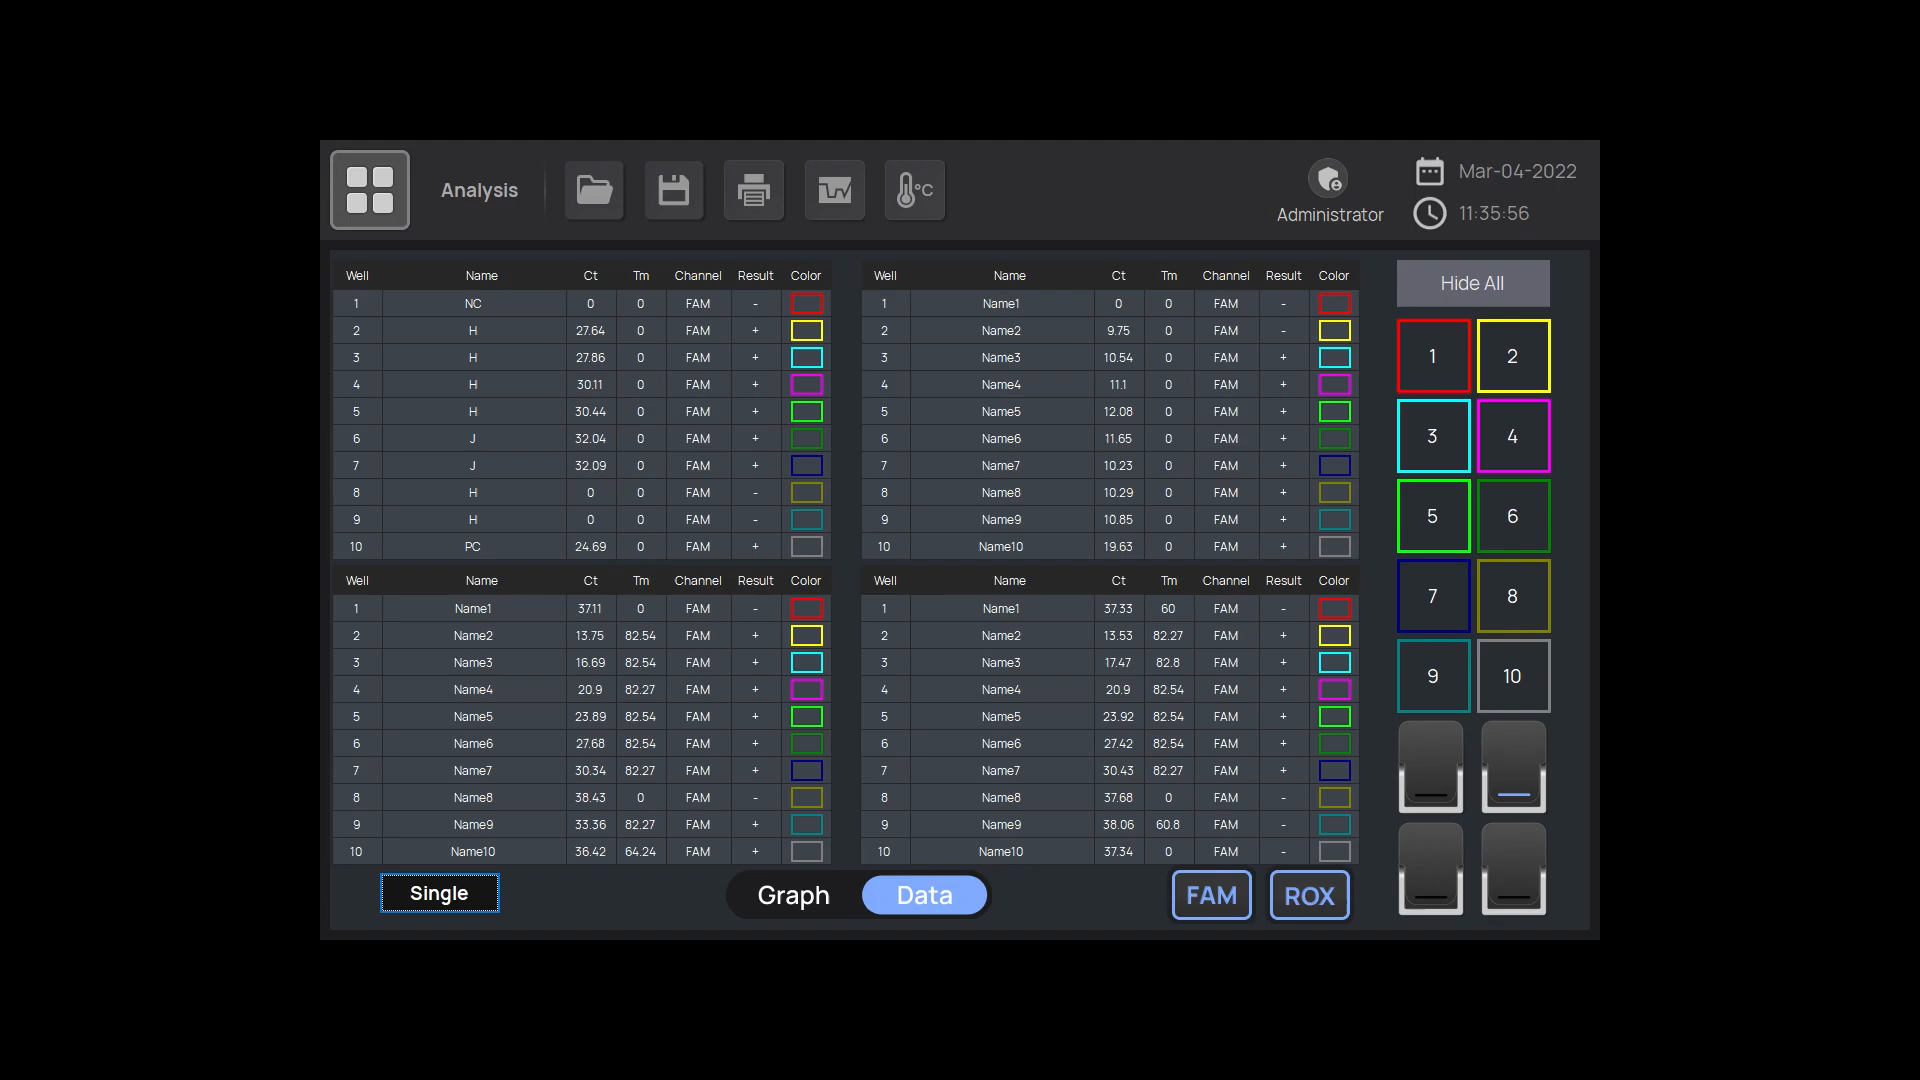 Analysis
°C
Administrator
Mar-04-2022
11:35:56
Well Name Ct Tm Channel Result Color
1 NC 0 0 FAM -
2 H 27.64 0 FAM +
3 H 27.86 0 FAM +
4 H 30.11 0 FAM +
5 H 30.44 0 FAM +
6 J 32.04 0 FAM +
7 J 32.09 0 FAM +
8 H 0 0 FAM -
9 H 0 0 FAM -
10 PC 24.69 0 FAM +
Well Name Ct Tm Channel Result Color
1 Name1 0 0 FAM -
2 Name2 9.75 0 FAM -
3 Name3 10.54 0 FAM +
4 Name4 11.1 0 FAM +
5 Name5 12.08 0 FAM +
6 Name6 11.65 0 FAM +
7 Name7 10.23 0 FAM +
8 Name8 10.29 0 FAM +
9 Name9 10.85 0 FAM +
10 Name10 19.63 0 FAM +
Well Name Ct Tm Channel Result Color
1 Name1 37.11 0 FAM -
2 Name2 13.75 82.54 FAM +
3 Name3 16.69 82.54 FAM +
4 Name4 20.9 82.27 FAM +
5 Name5 23.89 82.54 FAM +
6 Name6 27.68 82.54 FAM +
7 Name7 30.34 82.27 FAM +
8 Name8 38.43 0 FAM -
9 Name9 33.36 82.27 FAM +
10 Name10 36.42 64.24 FAM +
Well Name Ct Tm Channel Result Color
1 Name1 37.33 60 FAM -
2 Name2 13.53 82.27 FAM +
3 Name3 17.47 82.8 FAM +
4 Name4 20.9 82.54 FAM +
5 Name5 23.92 82.54 FAM +
6 Name6 27.42 82.54 FAM +
7 Name7 30.43 82.27 FAM +
8 Name8 37.68 0 FAM -
9 Name9 38.06 60.8 FAM -
10 Name10 37.34 0 FAM -
Hide All
1 2
3 4
5 6
7 8
9 10
Single
Graph Data
FAM ROX